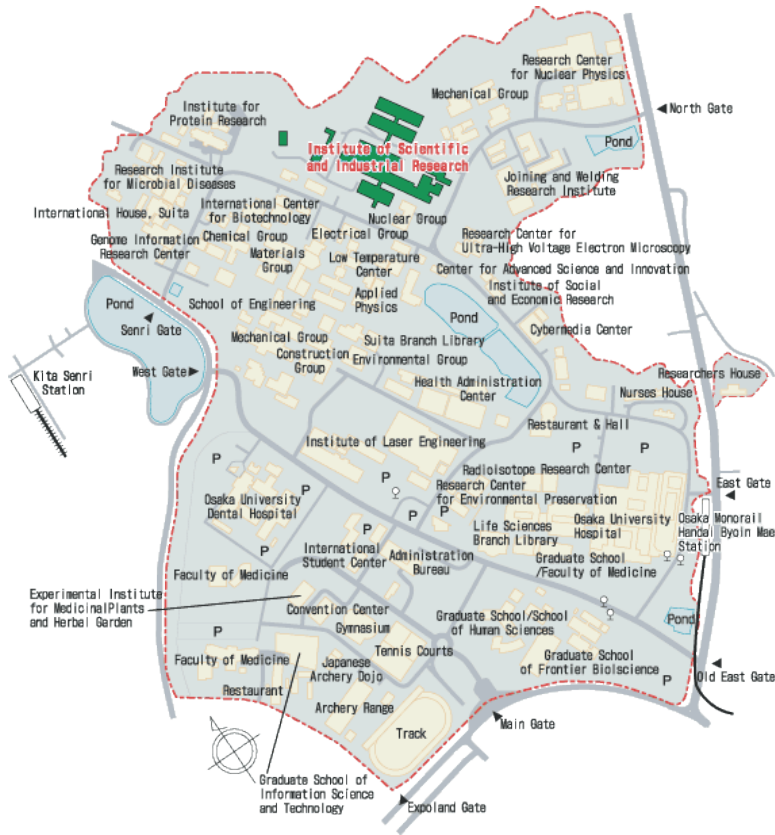 Research Center
for Nuclear Physics
Mechanical Group
North Gate
Institute for
Protein Research
Pond
Institute of Scientific
and Industrial Research
Research Institute
for Microbial Diseases
Joining and Welding
Research Institute
International House, Suita
International Center
for Biotechnology
Nuclear Group
Genome Information
Research Center
Chemical Group
Electrical Group
Research Center for
Ultra-High Voltage Electron Microscopy
Materials
Group
Low Temperature
Center
Center for Advanced Science and Innovation
Institute of Social
and Economic Research
Applied
Physics
School of Engineering
Pond
Pond
Senri Gate
Cybermedia Center
Mechanical Group
Suita Branch Library
Construction
Group
Environmental Group
West Gate
Kita Senri
Station
Researchers House
Health Administration
Center
Nurses House
Restaurant & Hall
Institute of Laser Engineering
P
P
P
Radioisotope Research Center
P
Research Center
for Environmental Preservation
East Gate
P
Osaka University
Dental Hospital
P
P
P
Life Sciences
Branch Library
Osaka University
Hospital
Osaka Monorail
Handai Byoin Mae
Station
P
International
Student Center
Administration
Bureau
Graduate School
/Faculty of Medicine
P
Faculty of Medicine
Experimental Institute
for MedicinalPlants
and Herbal Garden
Convention Center
Graduate School/School
of Human Sciences
Pond
P
Gymnasium
Tennis Courts
Faculty of Medicine
Japanese
Archery Dojo
Graduate School
of Frontier Biolscience
Old East Gate
P
Restaurant
Archery Range
Main Gate
Track
Graduate School of
Information Science
and Technology
Expoland Gate